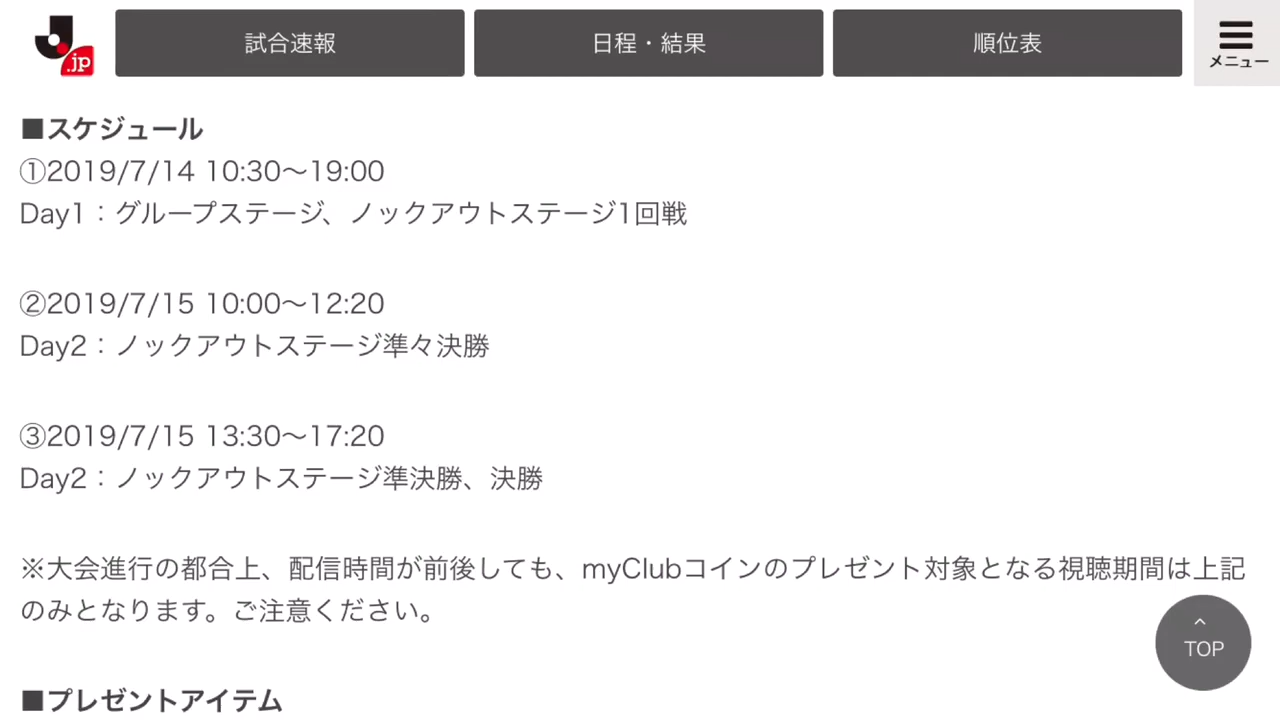 J.jp
試合速報
日程・結果
順位表
メニュー
■スケジュール
①2019/7/14 10:30～19:00
Day1：グループステージ、ノックアウトステージ1回戦
②2019/7/15 10:00～12:20
Day2：ノックアウトステージ準々決勝
③2019/7/15 13:30～17:20
Day2：ノックアウトステージ準決勝、決勝
※大会進行の都合上、配信時間が前後しても、myClubコインのプレゼント対象となる視聴期間は上記
のみとなります。ご注意ください。
TOP
■プレゼントアイテム